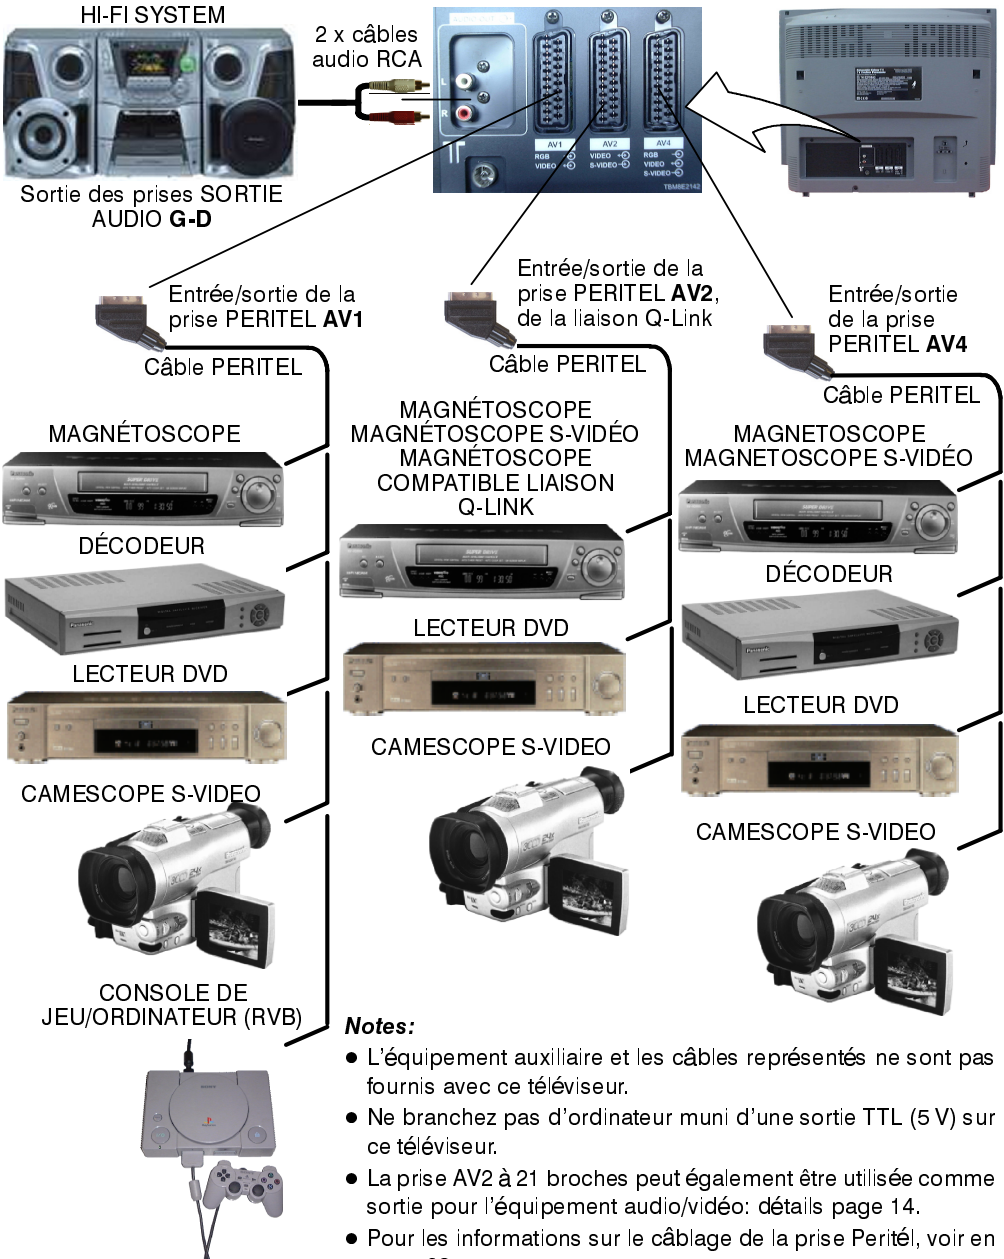 HI-FI SYSTEM
2 x câbles
audio RCA
L
R
AV1
RGB
VIDEO
AV2
VIDEO
S-VIDEO
AV4
RGB
VIDEO
S-VIDEO
TBM8E2142
Sortie des prises SORTIE
AUDIO G-D
Entrée/sortie de la
prise PERITEL AV1
Câble PERITEL
Entrée/sortie de la
prise PERITEL AV2,
de la liaison Q-Link
Câble PERITEL
Entrée/sortie
de la prise
PERITEL AV4
Câble PERITEL
MAGNÉTOSCOPE
DÉCODEUR
LECTEUR DVD
CAMESCOPE S-VIDEO
CONSOLE DE
JEU/ORDINATEUR (RVB)
MAGNÉTOSCOPE
MAGNÉTOSCOPE S-VIDÉO
MAGNÉTOSCOPE
COMPATIBLE LIAISON
Q-LINK
LECTEUR DVD
CAMESCOPE S-VIDEO
MAGNETOSCOPE
MAGNETOSCOPE S-VIDÉO
DÉCODEUR
LECTEUR DVD
CAMESCOPE S-VIDEO
Notes:
● L'équipement auxiliaire et les câbles représentés ne sont pas
fournis avec ce téléviseur.
● Ne branchez pas d'ordinateur muni d'une sortie TTL (5 V) sur
ce téléviseur.
● La prise AV2 à 21 broches peut également être utilisée comme
sortie pour l'équipement audio/vidéo: détails page 14.
● Pour les informations sur le câblage de la prise Peritél, voir en